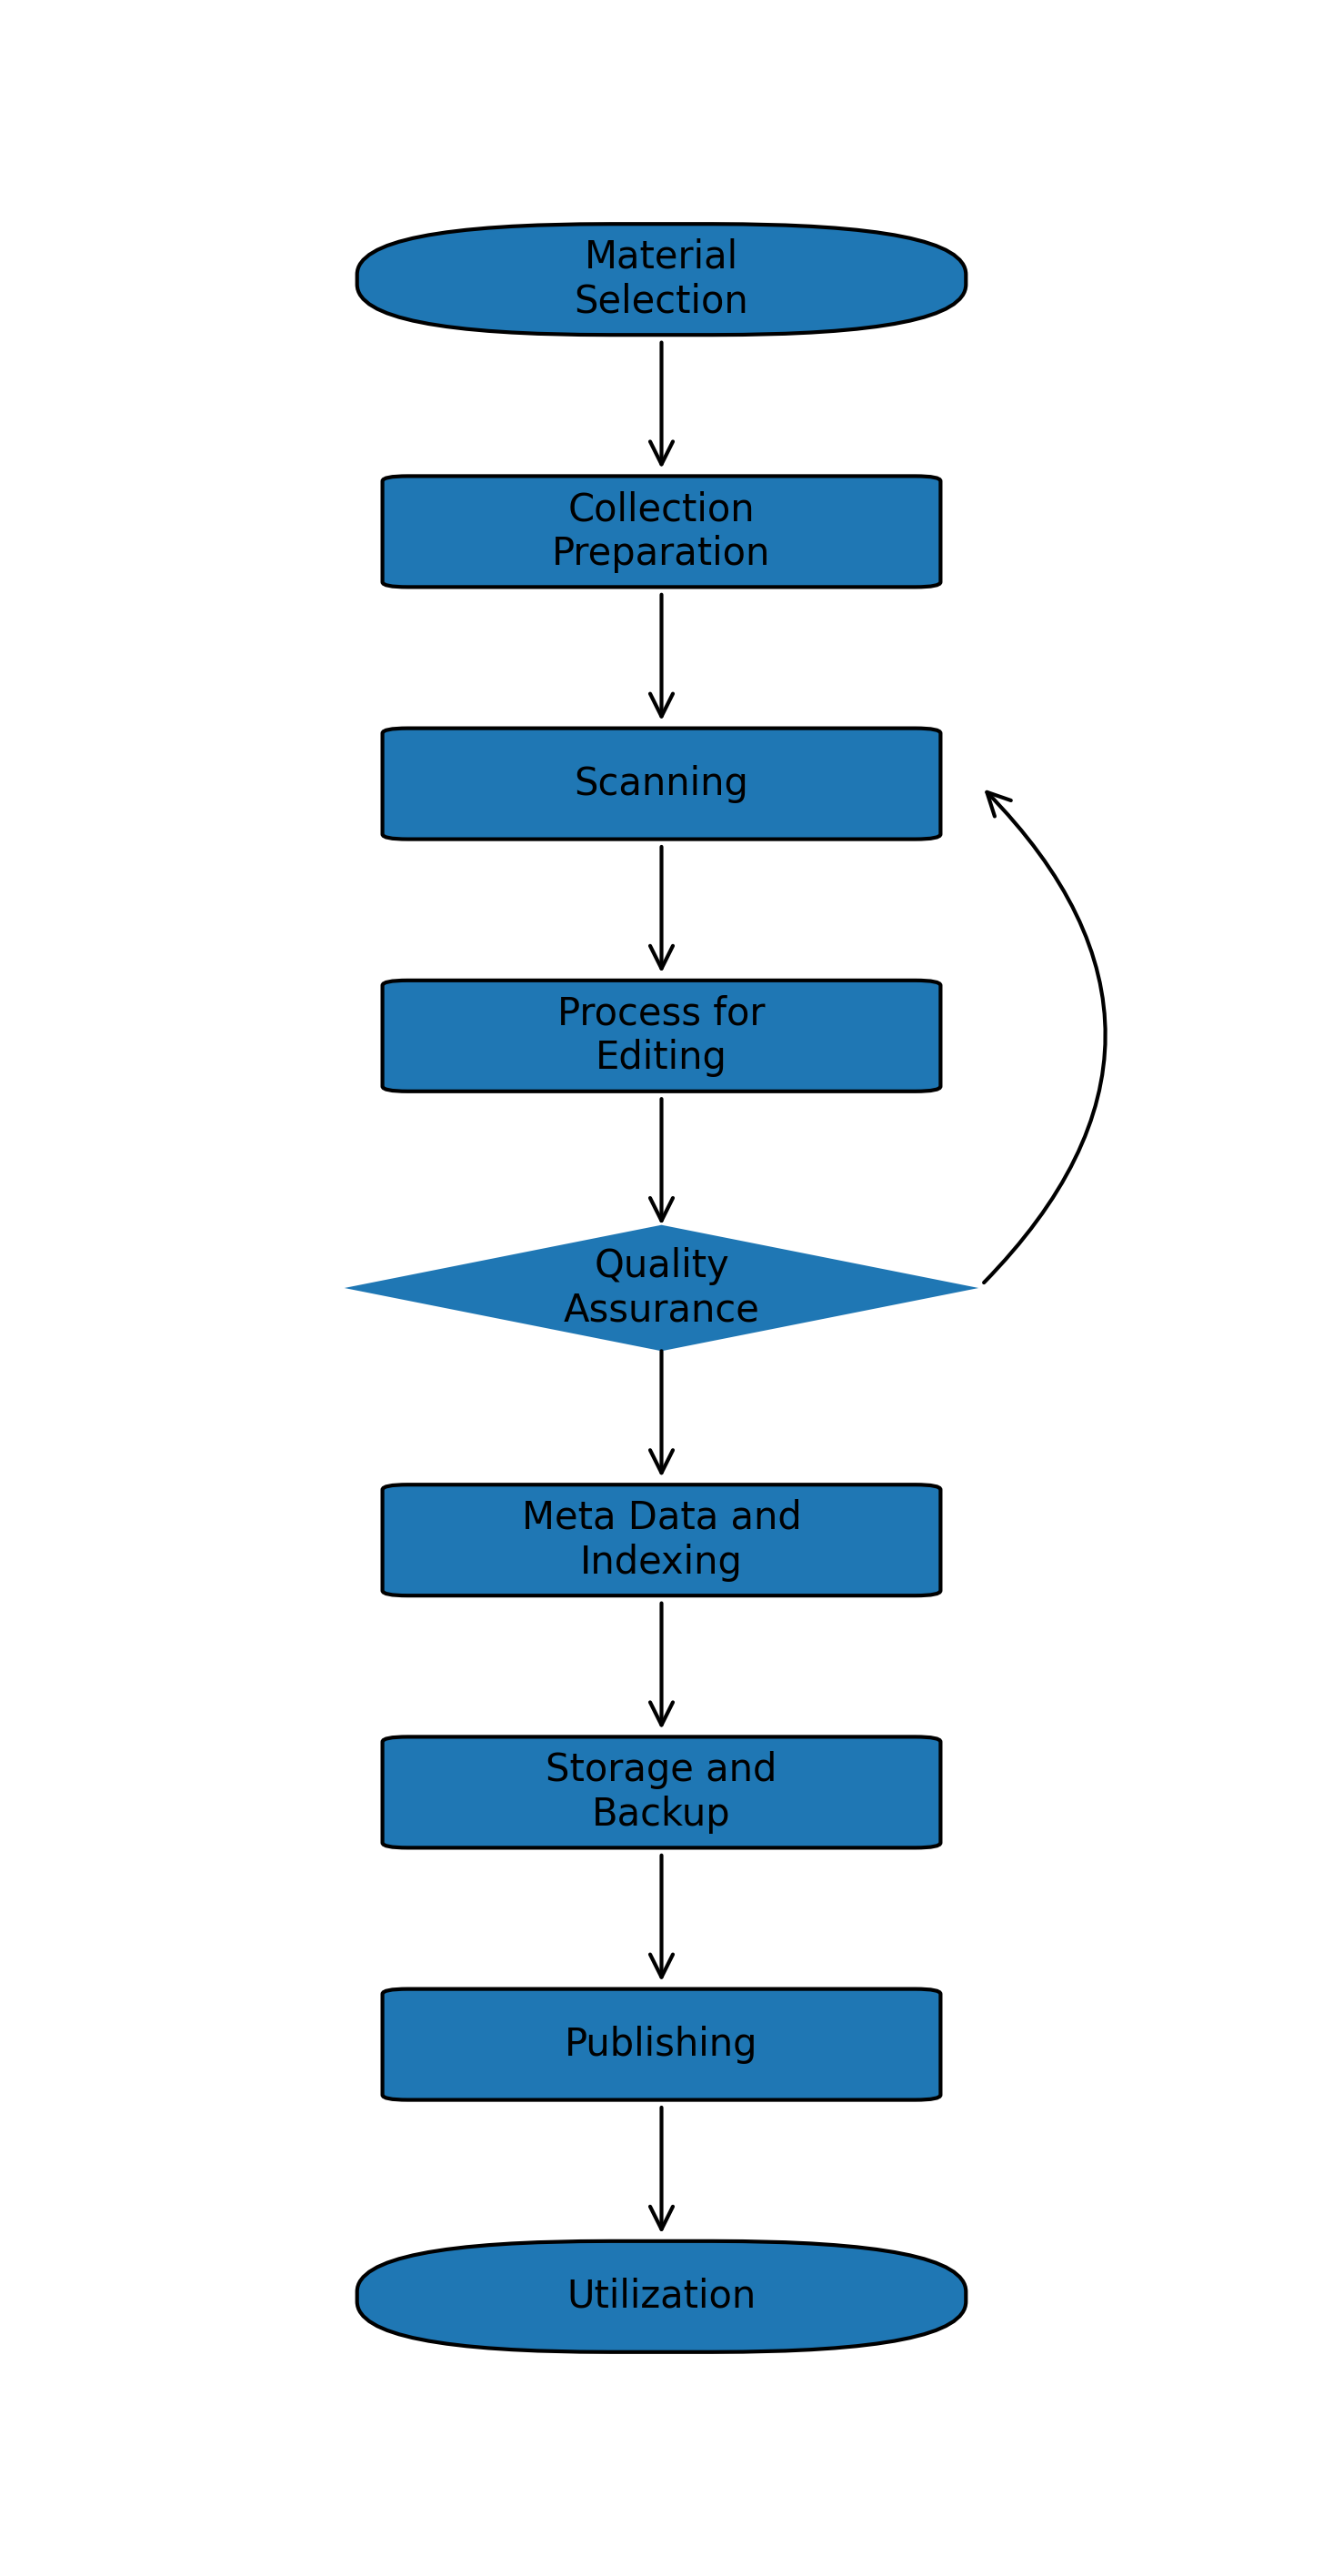 Material
Selection
Collection
Preparation
Scanning
Process for
Editing
Quality
Assurance
Meta Data and
Indexing
Storage and
Backup
Publishing
Utilization